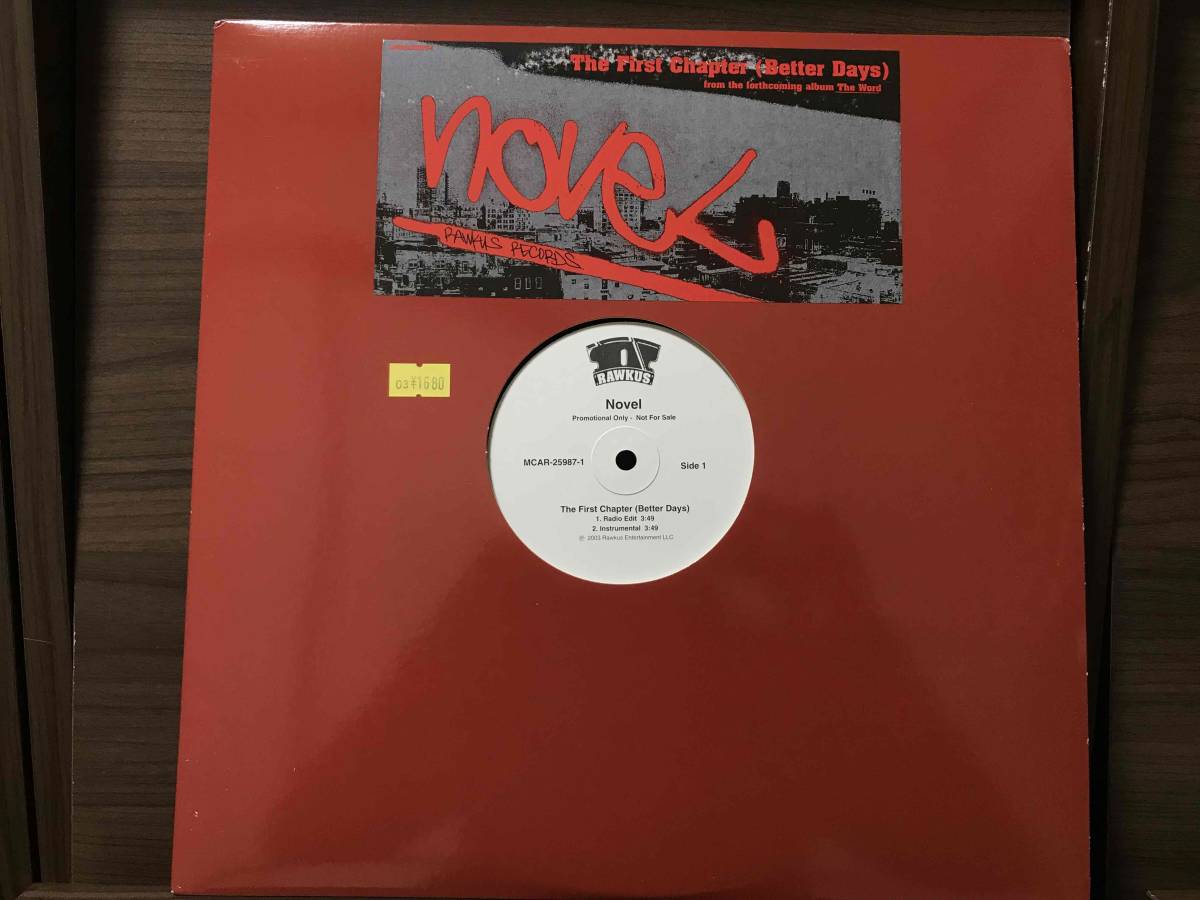 The First Chapter (Better Days)
from the forthcoming album The Word
novel
RAWKUS RECORDS
03 ¥1680
RAWKUS
Novel
Promotional Only - Not For Sale
MCAR-25987-1
Side 1
The First Chapter (Better Days)
1. Radio Edit 3:49
2. Instrumental 3:49
℗ 2003 Rawkus Entertainment LLC